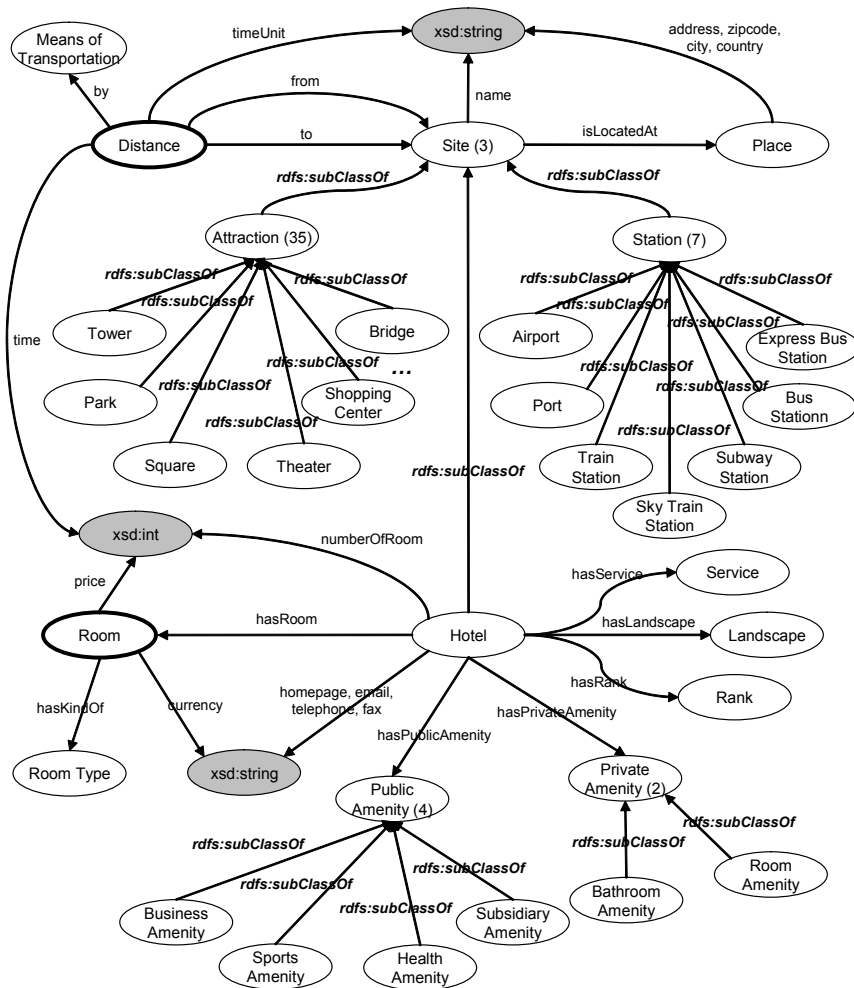 Means of
Transportation
timeUnit
xsd:string
address, zipcode,
city, country
by
from
name
Distance
to
Site (3)
isLocatedAt
Place
rdfs:subClassOf
rdfs:subClassOf
Attraction (35)
Station (7)
rdfs:subClassOf
rdfs:subClassOf
rdfs:subClassOf
rdfs:subClassOf
rdfs:subClassOf
rdfs:subClassOf
time
Tower
Bridge
Airport
Express Bus
Station
rdfs:subClassOf
rdfs:subClassOf
rdfs:subClassOf
...
rdfs:subClassOf
rdfs:subClassOf
Park
Shopping
Center
Port
Bus
Stationn
rdfs:subClassOf
rdfs:subClassOf
Square
Theater
Train
Station
Subway
Station
rdfs:subClassOf
Sky Train
Station
xsd:int
numberOfRoom
price
hasService
Service
Room
hasRoom
Hotel
hasLandscape
Landscape
hasRank
Rank
hasKindOf
currency
homepage, email,
telephone, fax
hasPrivateAmenity
hasPublicAmenity
Room Type
xsd:string
Public
Amenity (4)
Private
Amenity (2)
rdfs:subClassOf
rdfs:subClassOf
rdfs:subClassOf
rdfs:subClassOf
rdfs:subClassOf
rdfs:subClassOf
Business
Amenity
Subsidiary
Amenity
Bathroom
Amenity
Room
Amenity
Sports
Amenity
Health
Amenity